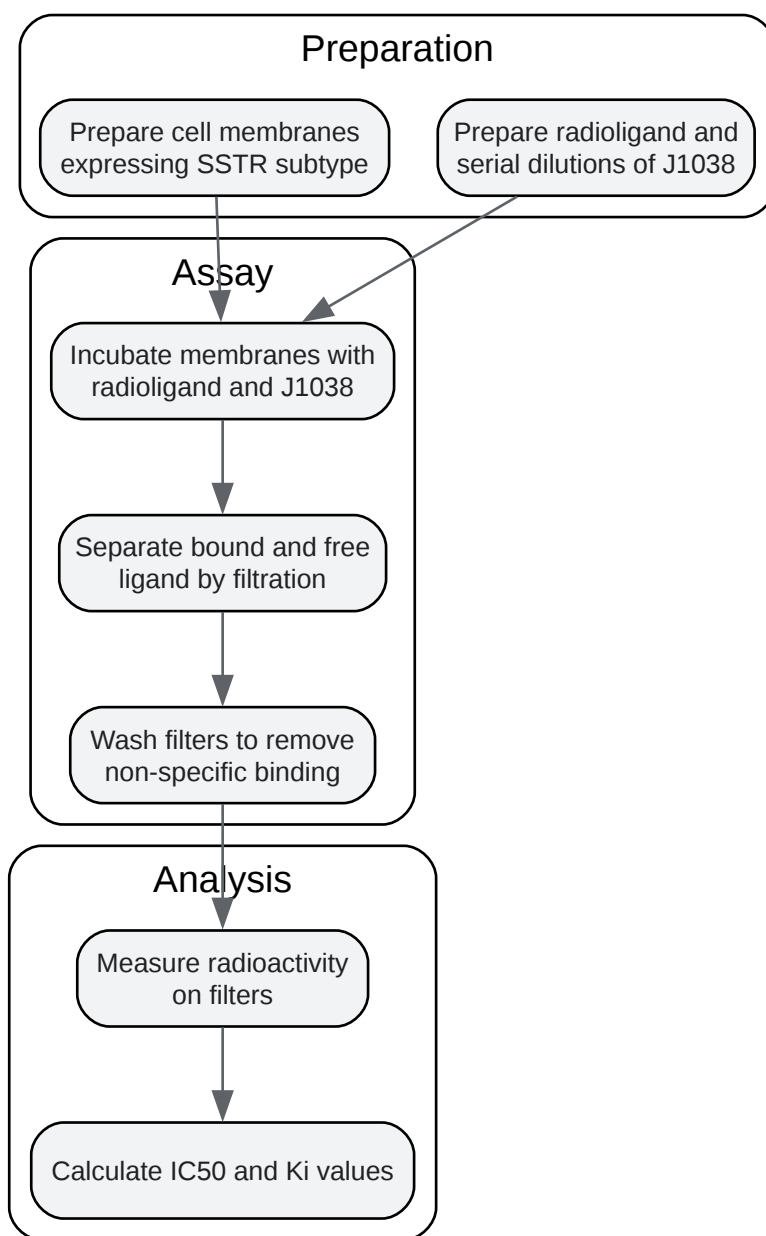 Preparation
Prepare cell membranes
expressing SSTR subtype
Prepare radioligand and
serial dilutions of J1038
Assay
Incubate membranes with
radioligand and J1038
Separate bound and free
ligand by filtration
Wash filters to remove
non-specific binding
Analysis
Measure radioactivity
on filters
Calculate IC50 and Ki values